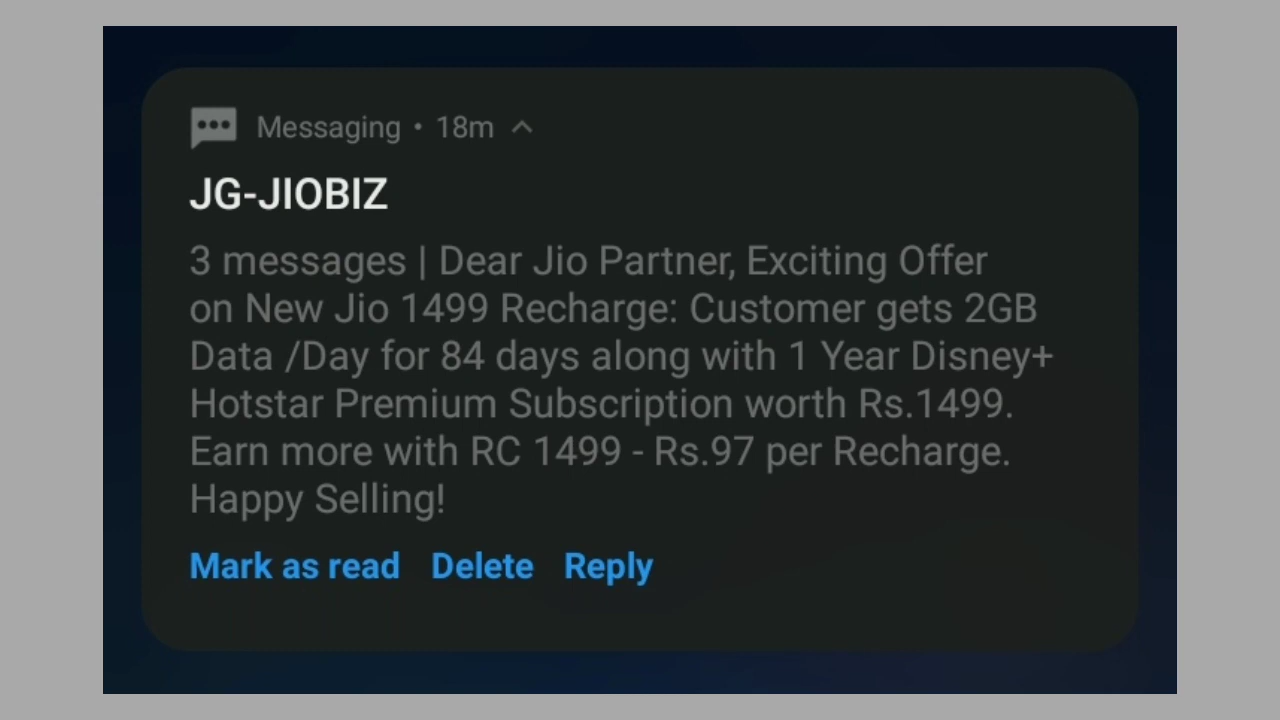 Messaging • 18m
JG-JIOBIZ
3 messages | Dear Jio Partner, Exciting Offer
on New Jio 1499 Recharge: Customer gets 2GB
Data /Day for 84 days along with 1 Year Disney+
Hotstar Premium Subscription worth Rs.1499.
Earn more with RC 1499 - Rs.97 per Recharge.
Happy Selling!
Mark as read Delete Reply